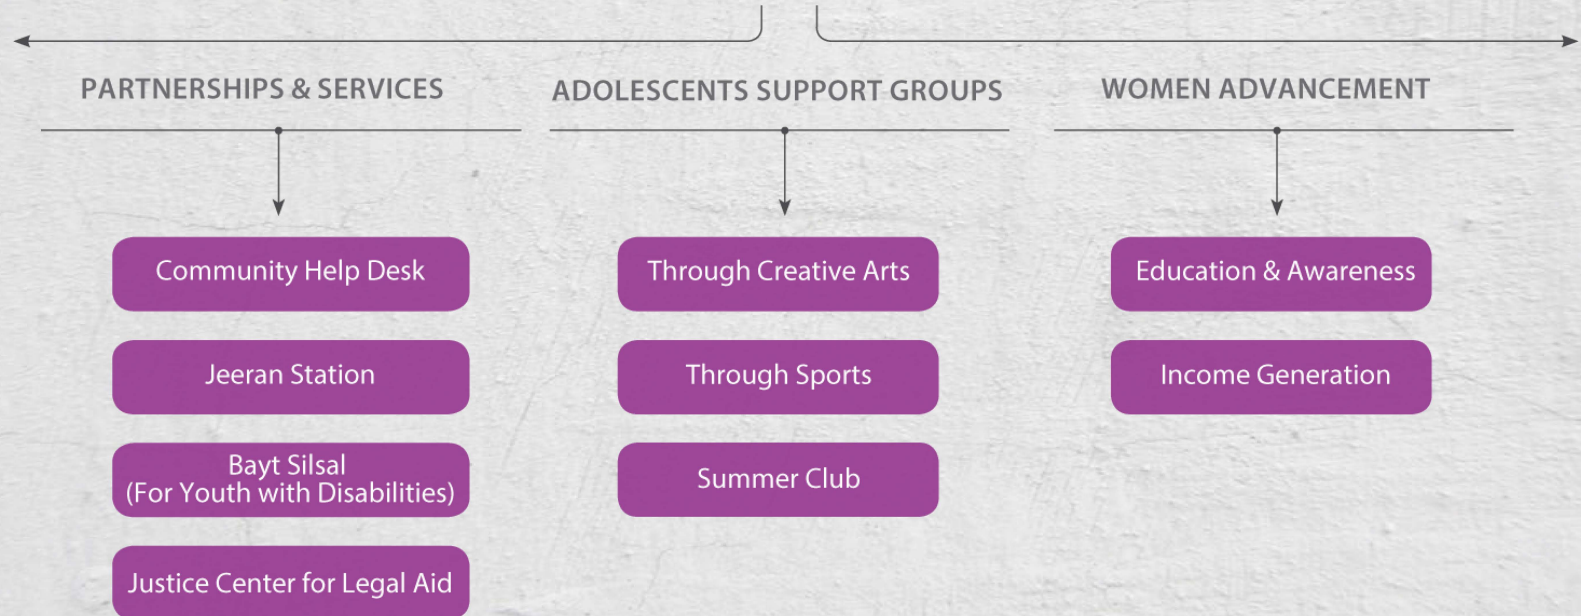 PARTNERSHIPS & SERVICES
Community Help Desk
Jeeran Station
Bayt Silsal
(For Youth with Disabilities)
Justice Center for Legal Aid
ADOLESCENTS SUPPORT GROUPS
Through Creative Arts
Through Sports
Summer Club
WOMEN ADVANCEMENT
Education & Awareness
Income Generation